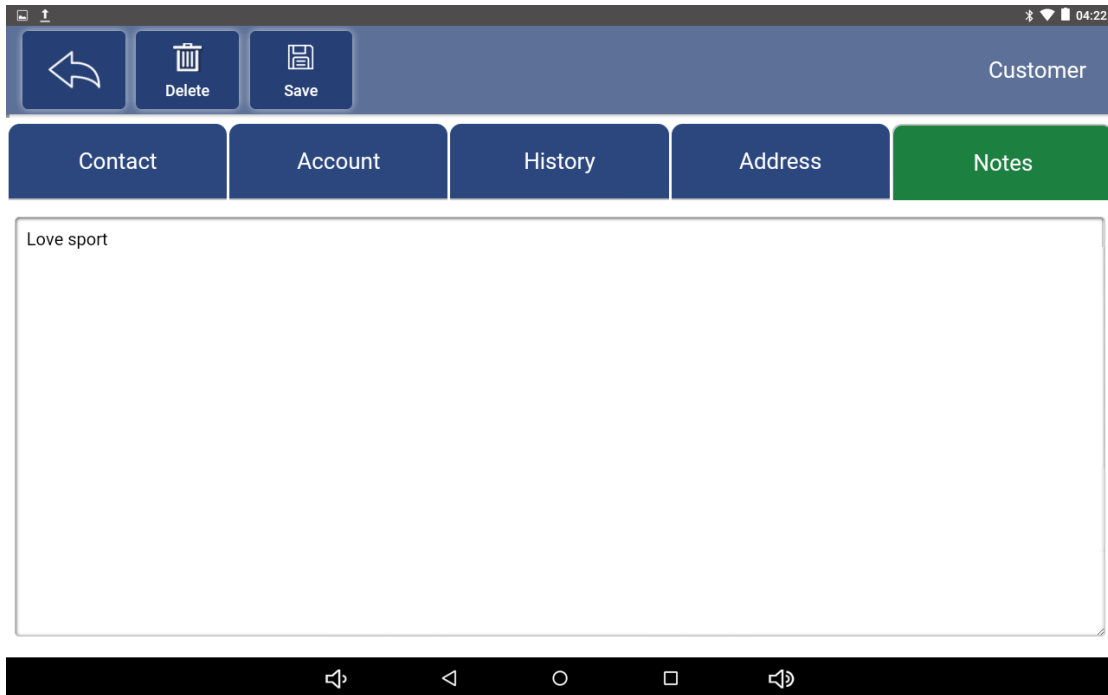 04:22
Delete
Save
Customer
Contact
Account
History
Address
Notes
Love sport